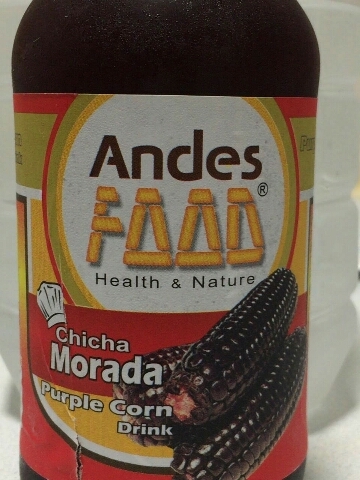 Andes
FOOD®
Health & Nature
Chicha
Morada
Purple Corn
Drink